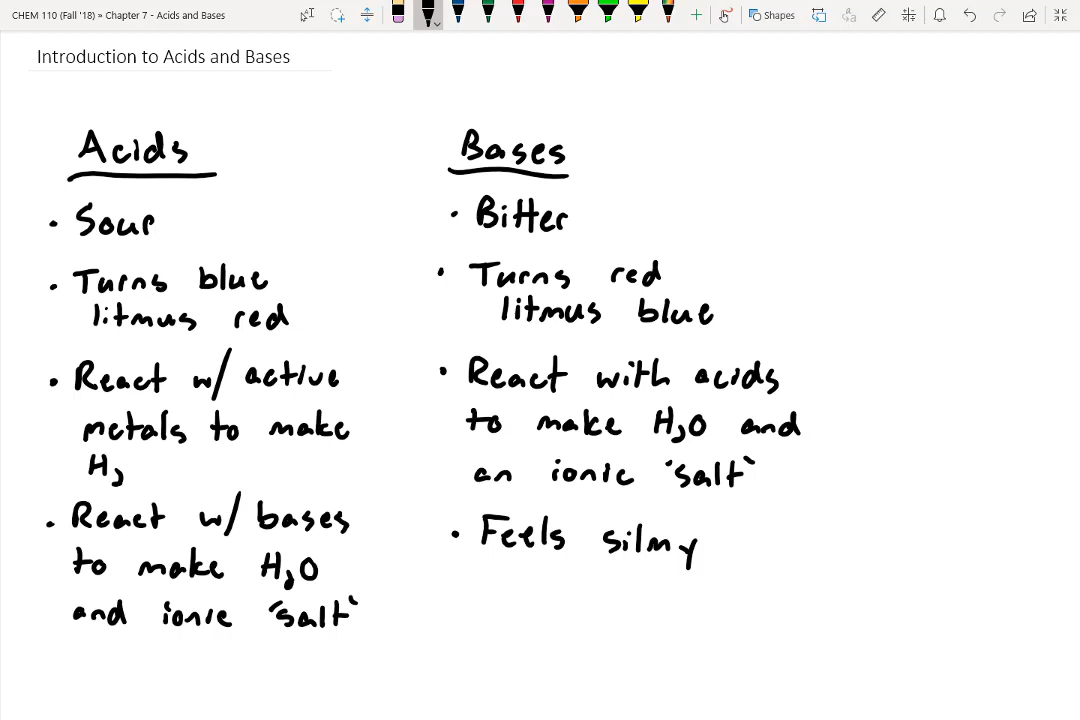 CHEM 110 (Fall '18) » Chapter 7 - Acids and Bases
Shapes
Introduction to Acids and Bases
Acids
• Sour
• Turns blue
litmus red
• React w/ active
metals to make
H₂
• React w/ bases
to make H₂O
and ionic "salt"
Bases
• Bitter
• Turns red
litmus blue
• React with acids
to make H₂O and
an ionic "salt"
• Feels silmy